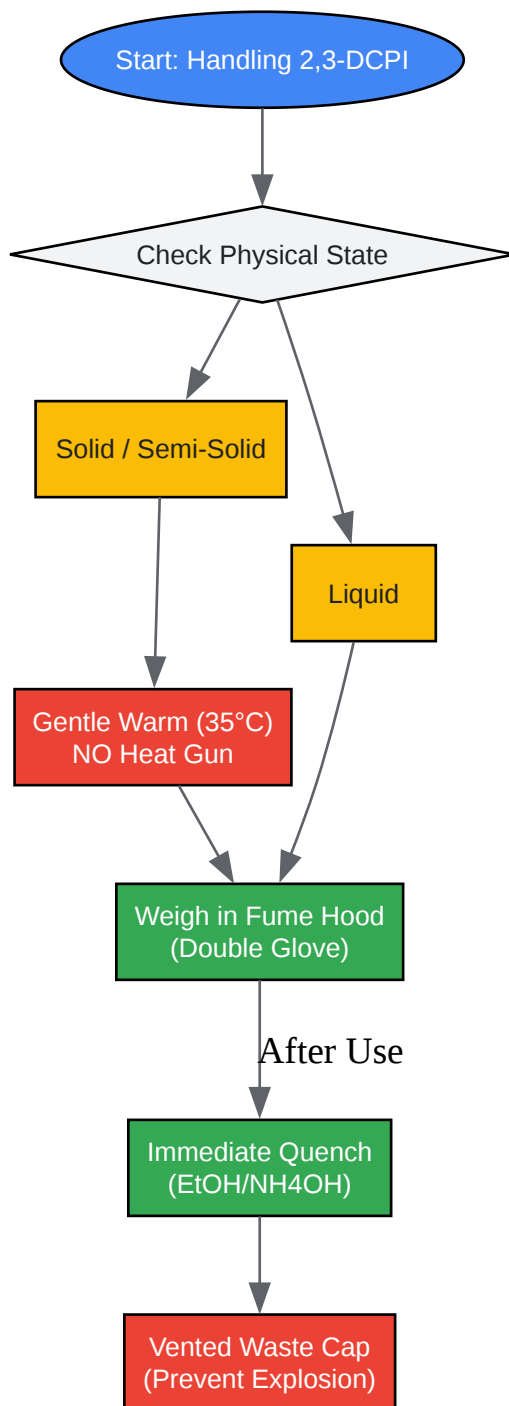 Start: Handling 2,3-DCPI
Check Physical State
Solid / Semi-Solid
Liquid
Gentle Warm (35°C)
NO Heat Gun
Weigh in Fume Hood
(Double Glove)
After Use
Immediate Quench
(EtOH/NH4OH)
Vented Waste Cap
(Prevent Explosion)